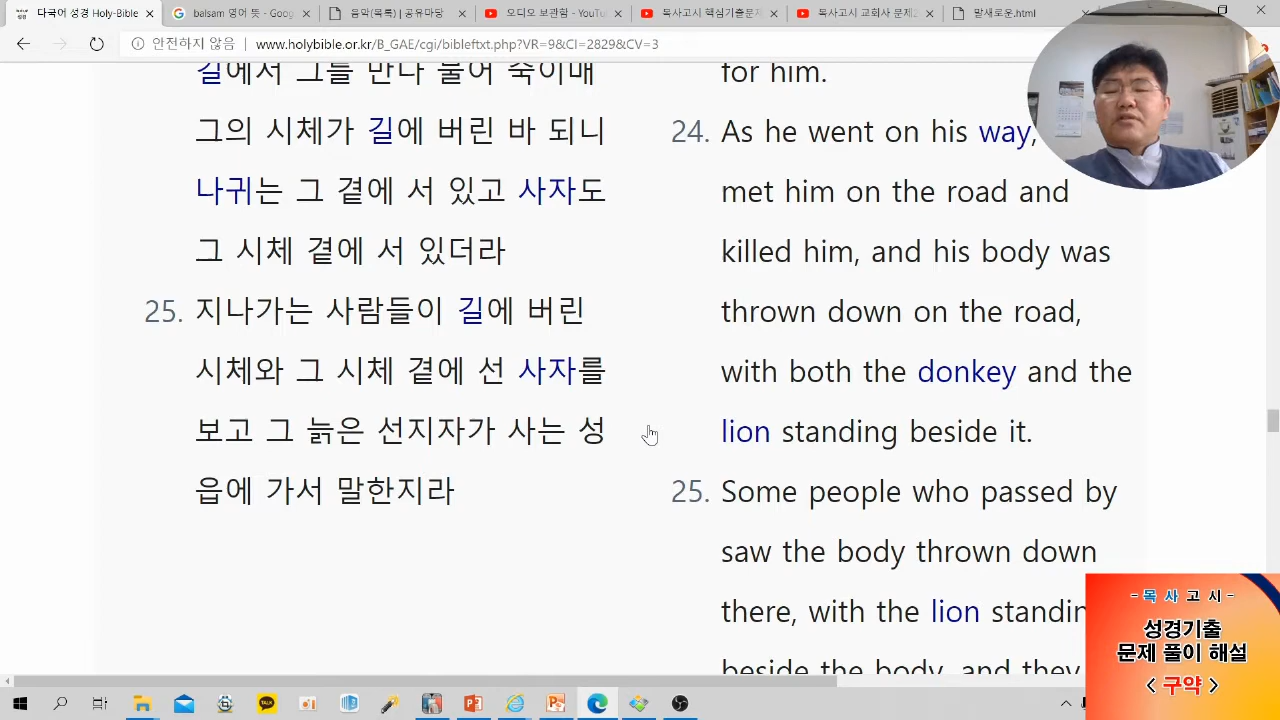 다국어 성경 Holy-Bible
balsam 영어 뜻 - Goog
음악(목록) | 공유마당
오디오 보관함 - YouTu
목사고시 핵심기출문
목사고시 교회사 문제
말새로운.html
안전하지 않음
www.holybible.or.kr/B_GAE/cgi/bibleftxt.php?VR=9&CI=2829&CV=3
길에서 그를 만나 물어 죽이매
그의 시체가 길에 버린 바 되니
나귀는 그 곁에 서 있고 사자도
그 시체 곁에 서 있더라
25. 지나가는 사람들이 길에 버린
시체와 그 시체 곁에 선 사자를
보고 그 늙은 선지자가 사는 성
읍에 가서 말한지라
for him.
24. As he went on his way,
met him on the road and
killed him, and his body was
thrown down on the road,
with both the donkey and the
lion standing beside it.
25. Some people who passed by
saw the body thrown down
there, with the lion standin
beside the body, and they
- 목 사 고 시 -
성경기출
문제 풀이 해설
< 구약 >
TALK